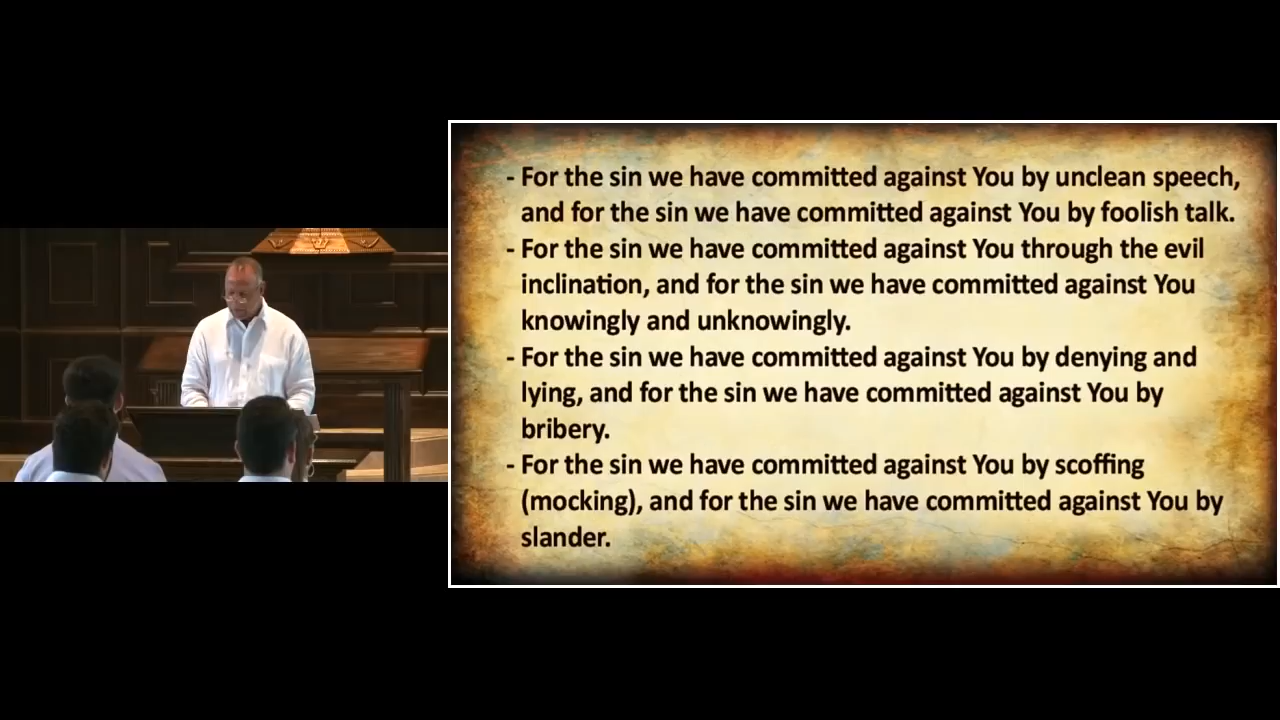 - For the sin we have committed against You by unclean speech,
and for the sin we have committed against You by foolish talk.
- For the sin we have committed against You through the evil
inclination, and for the sin we have committed against You
knowingly and unknowingly.
- For the sin we have committed against You by denying and
lying, and for the sin we have committed against You by
bribery.
- For the sin we have committed against You by scoffing
(mocking), and for the sin we have committed against You by
slander.